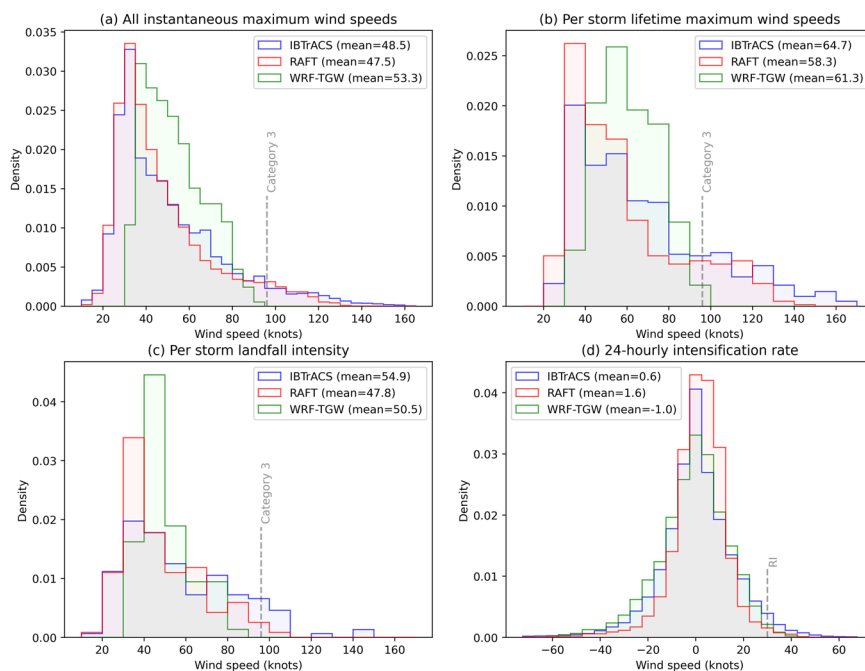 (a) All instantaneous maximum wind speeds
IBTrACS (mean=48.5)
RAFT (mean=47.5)
WRF-TGW (mean=53.3)
Category 3
Density
0.035
0.030
0.025
0.020
0.015
0.010
0.005
0.000
20 40 60 80 100 120 140 160
Wind speed (knots)
(b) Per storm lifetime maximum wind speeds
IBTrACS (mean=64.7)
RAFT (mean=58.3)
WRF-TGW (mean=61.3)
Category 3
Density
0.025
0.020
0.015
0.010
0.005
0.000
20 40 60 80 100 120 140 160
Wind speed (knots)
(c) Per storm landfall intensity
IBTrACS (mean=54.9)
RAFT (mean=47.8)
WRF-TGW (mean=50.5)
Category 3
Density
0.04
0.03
0.02
0.01
0.00
20 40 60 80 100 120 140 160
Wind speed (knots)
(d) 24-hourly intensification rate
IBTrACS (mean=0.6)
RAFT (mean=1.6)
WRF-TGW (mean=-1.0)
RI
Density
0.04
0.03
0.02
0.01
0.00
−60 −40 −20 0 20 40 60
Wind speed (knots)